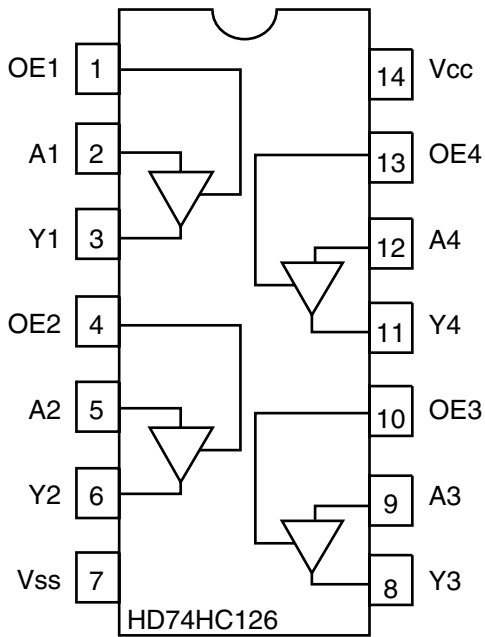 OE1 1
14 Vcc
A1 2
13 OE4
Y1 3
12 A4
OE2 4
11 Y4
A2 5
10 OE3
Y2 6
9 A3
Vss 7
8 Y3
HD74HC126